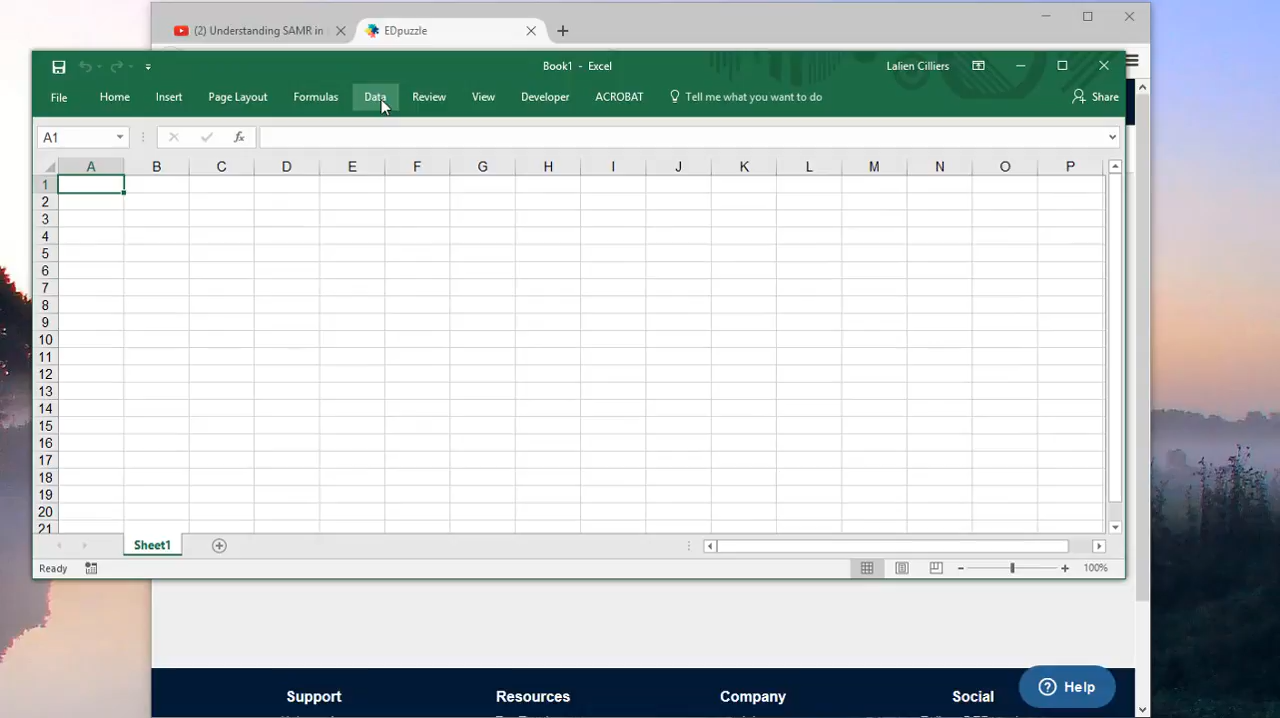 (2) Understanding SAMR in
EDpuzzle
Book1 - Excel
Lalien Cilliers
File Home Insert Page Layout Formulas Data Review View Developer ACROBAT Tell me what you want to do Share
A1 fx
A B C D E F G H I J K L M N O P
1
2
3
4
5
6
7
8
9
10
11
12
13
14
15
16
17
18
19
20
21
Sheet1
Ready 100%
Support Resources Company Social
Help